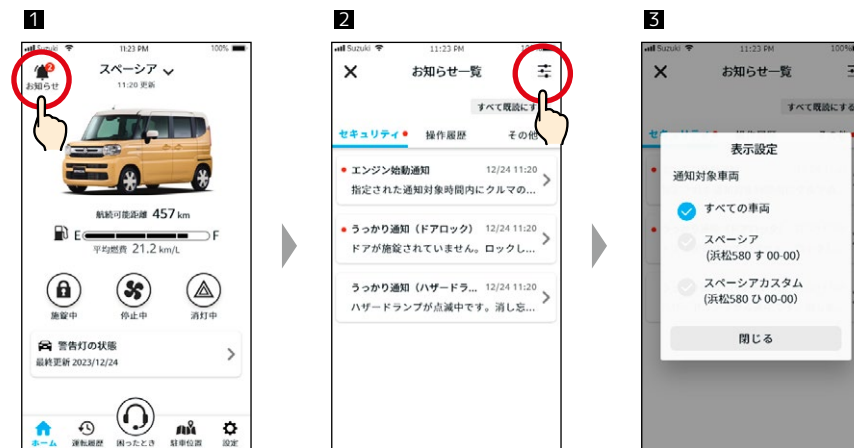 1
Suzuki 11:23 PM 100%
2
お知らせ
スペーシア
11:20 更新
航続可能距離 457 km
E F
平均燃費 21.2 km/L
施錠中 停止中 消灯中
警告灯の状態
最終更新 2023/12/24
ホーム 運転履歴 困ったとき 駐車位置 設定
2
Suzuki 11:23 PM
お知らせ一覧
すべて既読にす
セキュリティ 操作履歴 その他
エンジン始動通知 12/24 11:20
指定された通知対象時間内にクルマの...
うっかり通知（ドアロック） 12/24 11:20
ドアが施錠されていません。ロックし...
うっかり通知（ハザードラ... 12/24 11:20
ハザードランプが点滅中です。消し忘...
3
Suzuki 11:23 PM 100%
お知らせ一覧
すべて既読にする
表示設定
通知対象車両
すべての車両
スペーシア
(浜松580 す 00-00)
スペーシアカスタム
(浜松580 ひ 00-00)
閉じる